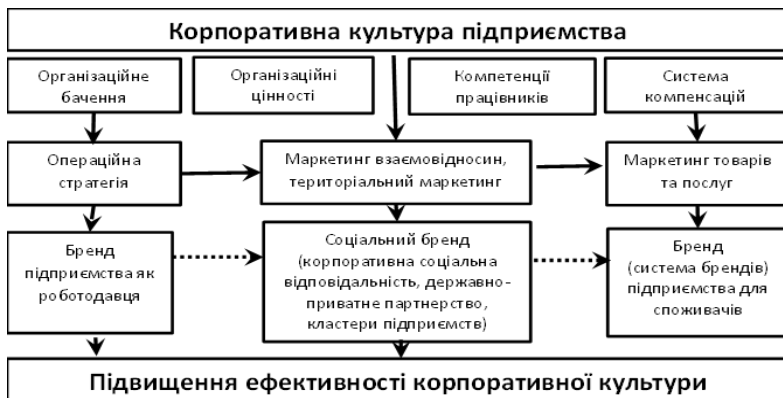 Корпоративна культура підприємства
Організаційне
бачення
Організаційні
цінності
Компетенції
працівників
Система
компенсацій
Операційна
стратегія
Маркетинг взаємовідносин,
територіальний маркетинг
Маркетинг товарів
та послуг
Бренд
підприємства як
роботодавця
Соціальний бренд
(корпоративна соціальна
відповідальність, державно-
приватне партнерство,
кластери підприємств)
Бренд
(система брендів)
підприємства для
споживачів
Підвищення ефективності корпоративної культури